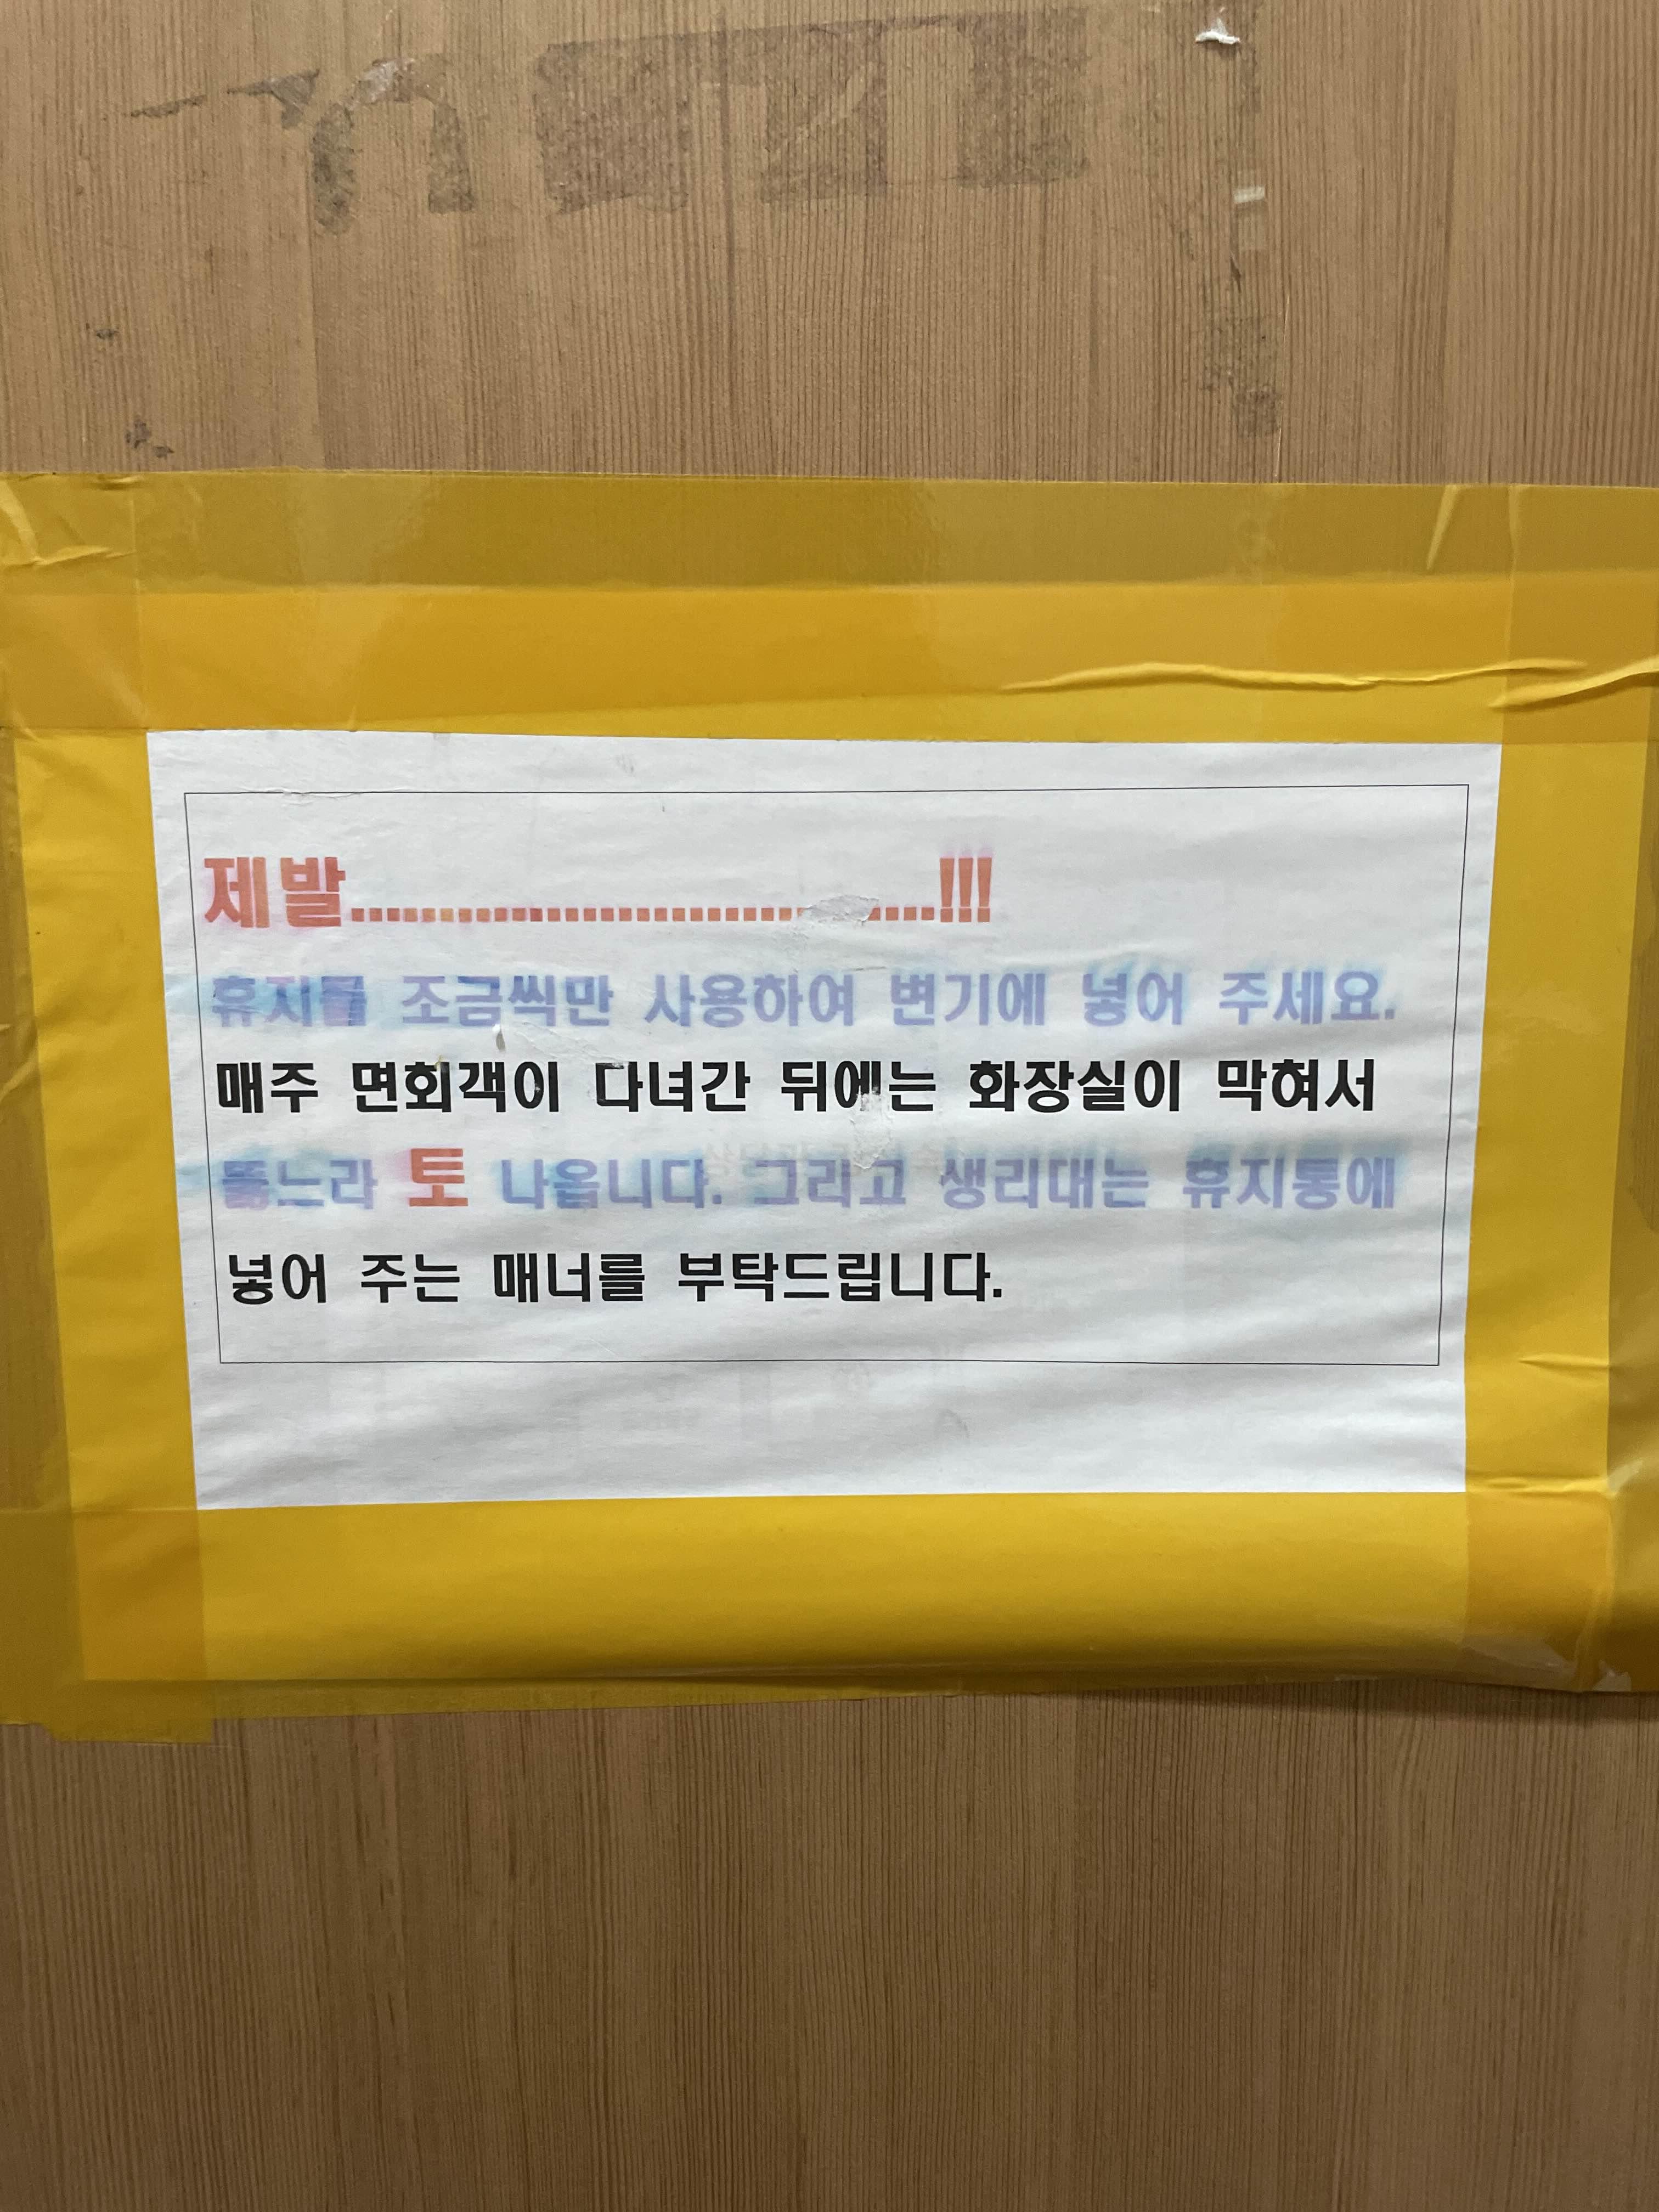 제발..................................................!!!
휴지를 조금씩만 사용하여 변기에 넣어 주세요.
매주 면회객이 다녀간 뒤에는 화장실이 막혀서
뚫느라 토 나옵니다. 그리고 생리대는 휴지통에
넣어 주는 매너를 부탁드립니다.